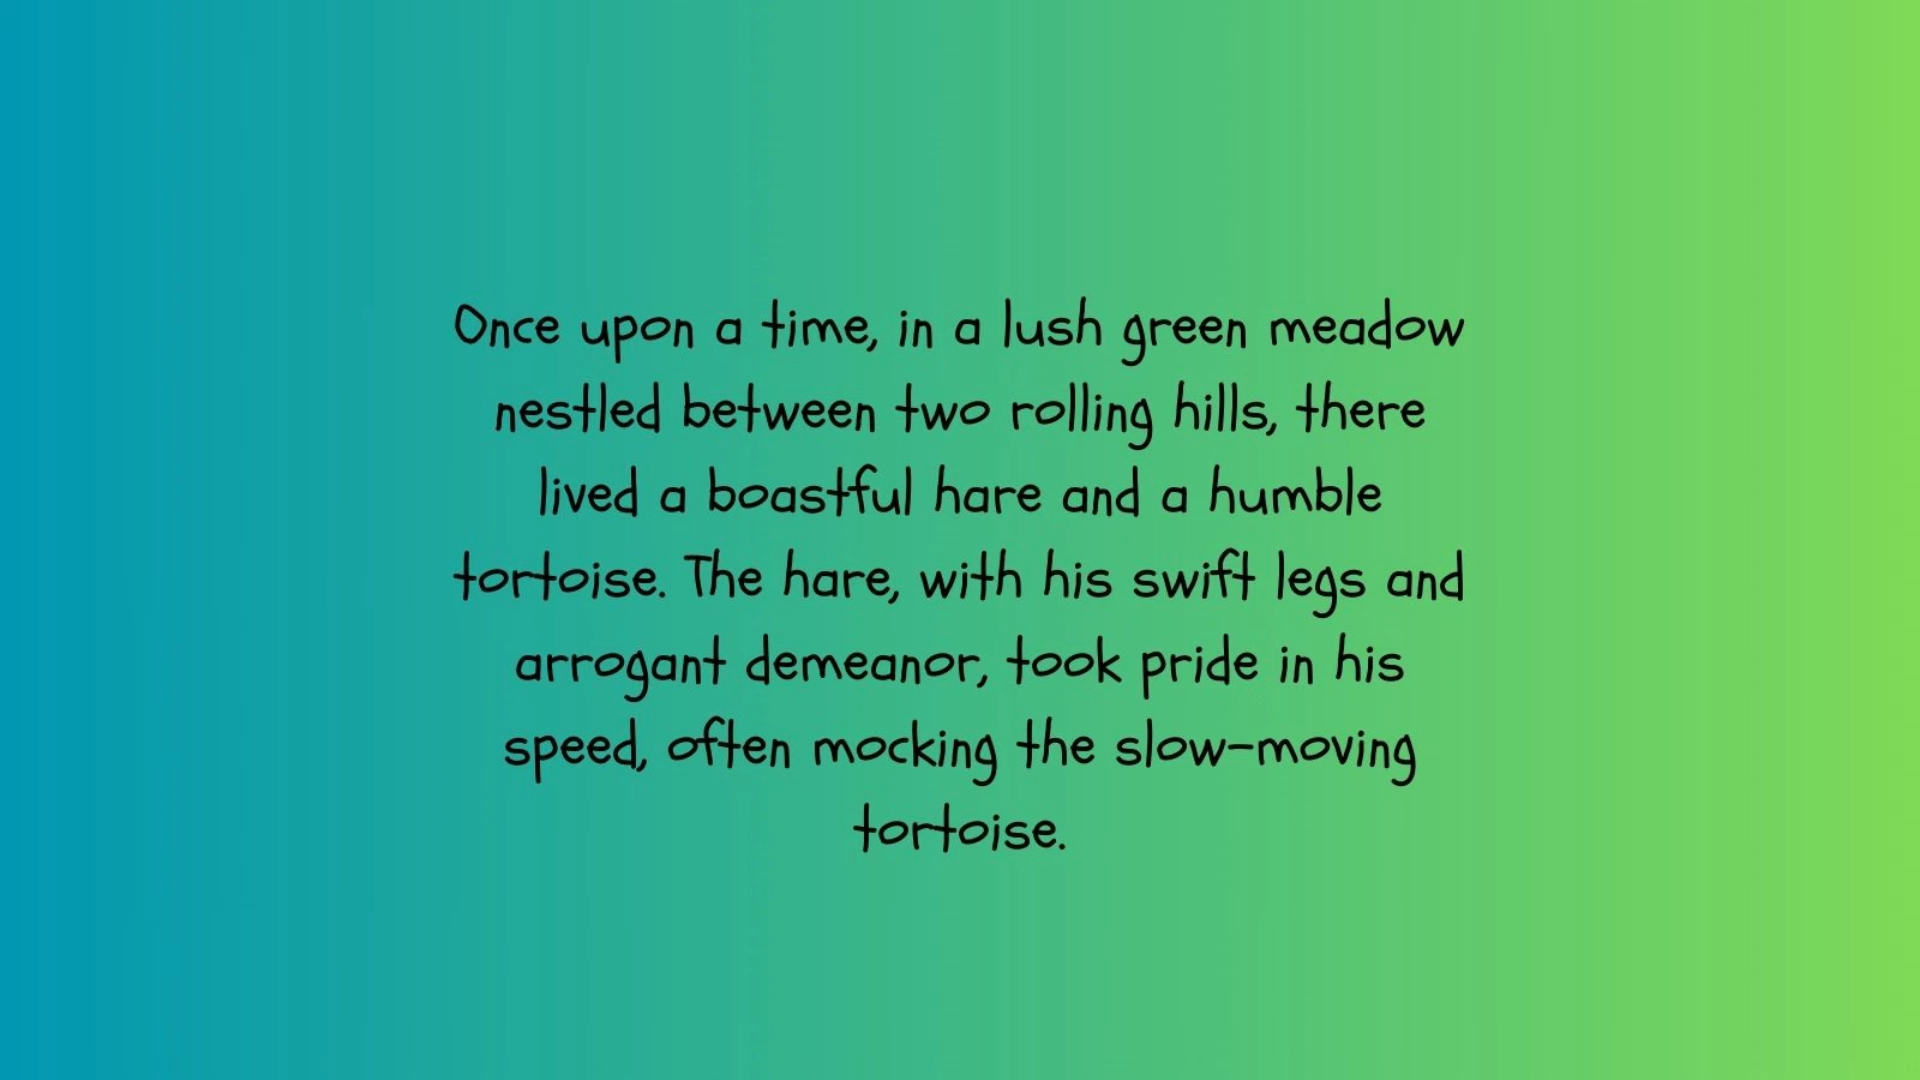 Once upon a time, in a lush green meadow
nestled between two rolling hills, there
lived a boastful hare and a humble
tortoise. The hare, with his swift legs and
arrogant demeanor, took pride in his
speed, often mocking the slow-moving
tortoise.